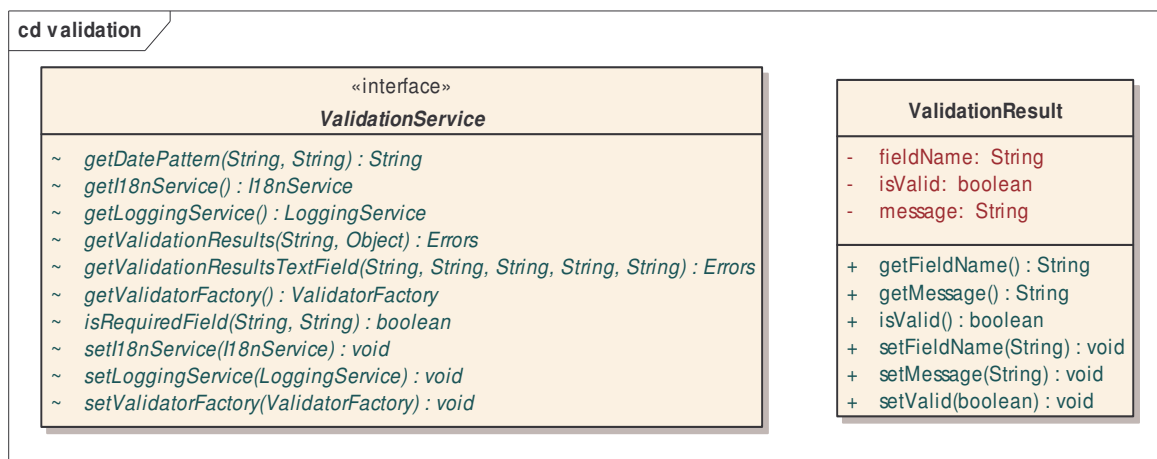 cd validation
«interface»
ValidationService
~ getDatePattern(String, String) : String
~ getI18nService() : I18nService
~ getLoggingService() : LoggingService
~ getValidationResults(String, Object) : Errors
~ getValidationResultsTextField(String, String, String, String, String) : Errors
~ getValidatorFactory() : ValidatorFactory
~ isRequiredField(String, String) : boolean
~ setI18nService(I18nService) : void
~ setLoggingService(LoggingService) : void
~ setValidatorFactory(ValidatorFactory) : void
ValidationResult
- fieldName: String
- isValid: boolean
- message: String
+ getFieldName() : String
+ getMessage() : String
+ isValid() : boolean
+ setFieldName(String) : void
+ setMessage(String) : void
+ setValid(boolean) : void